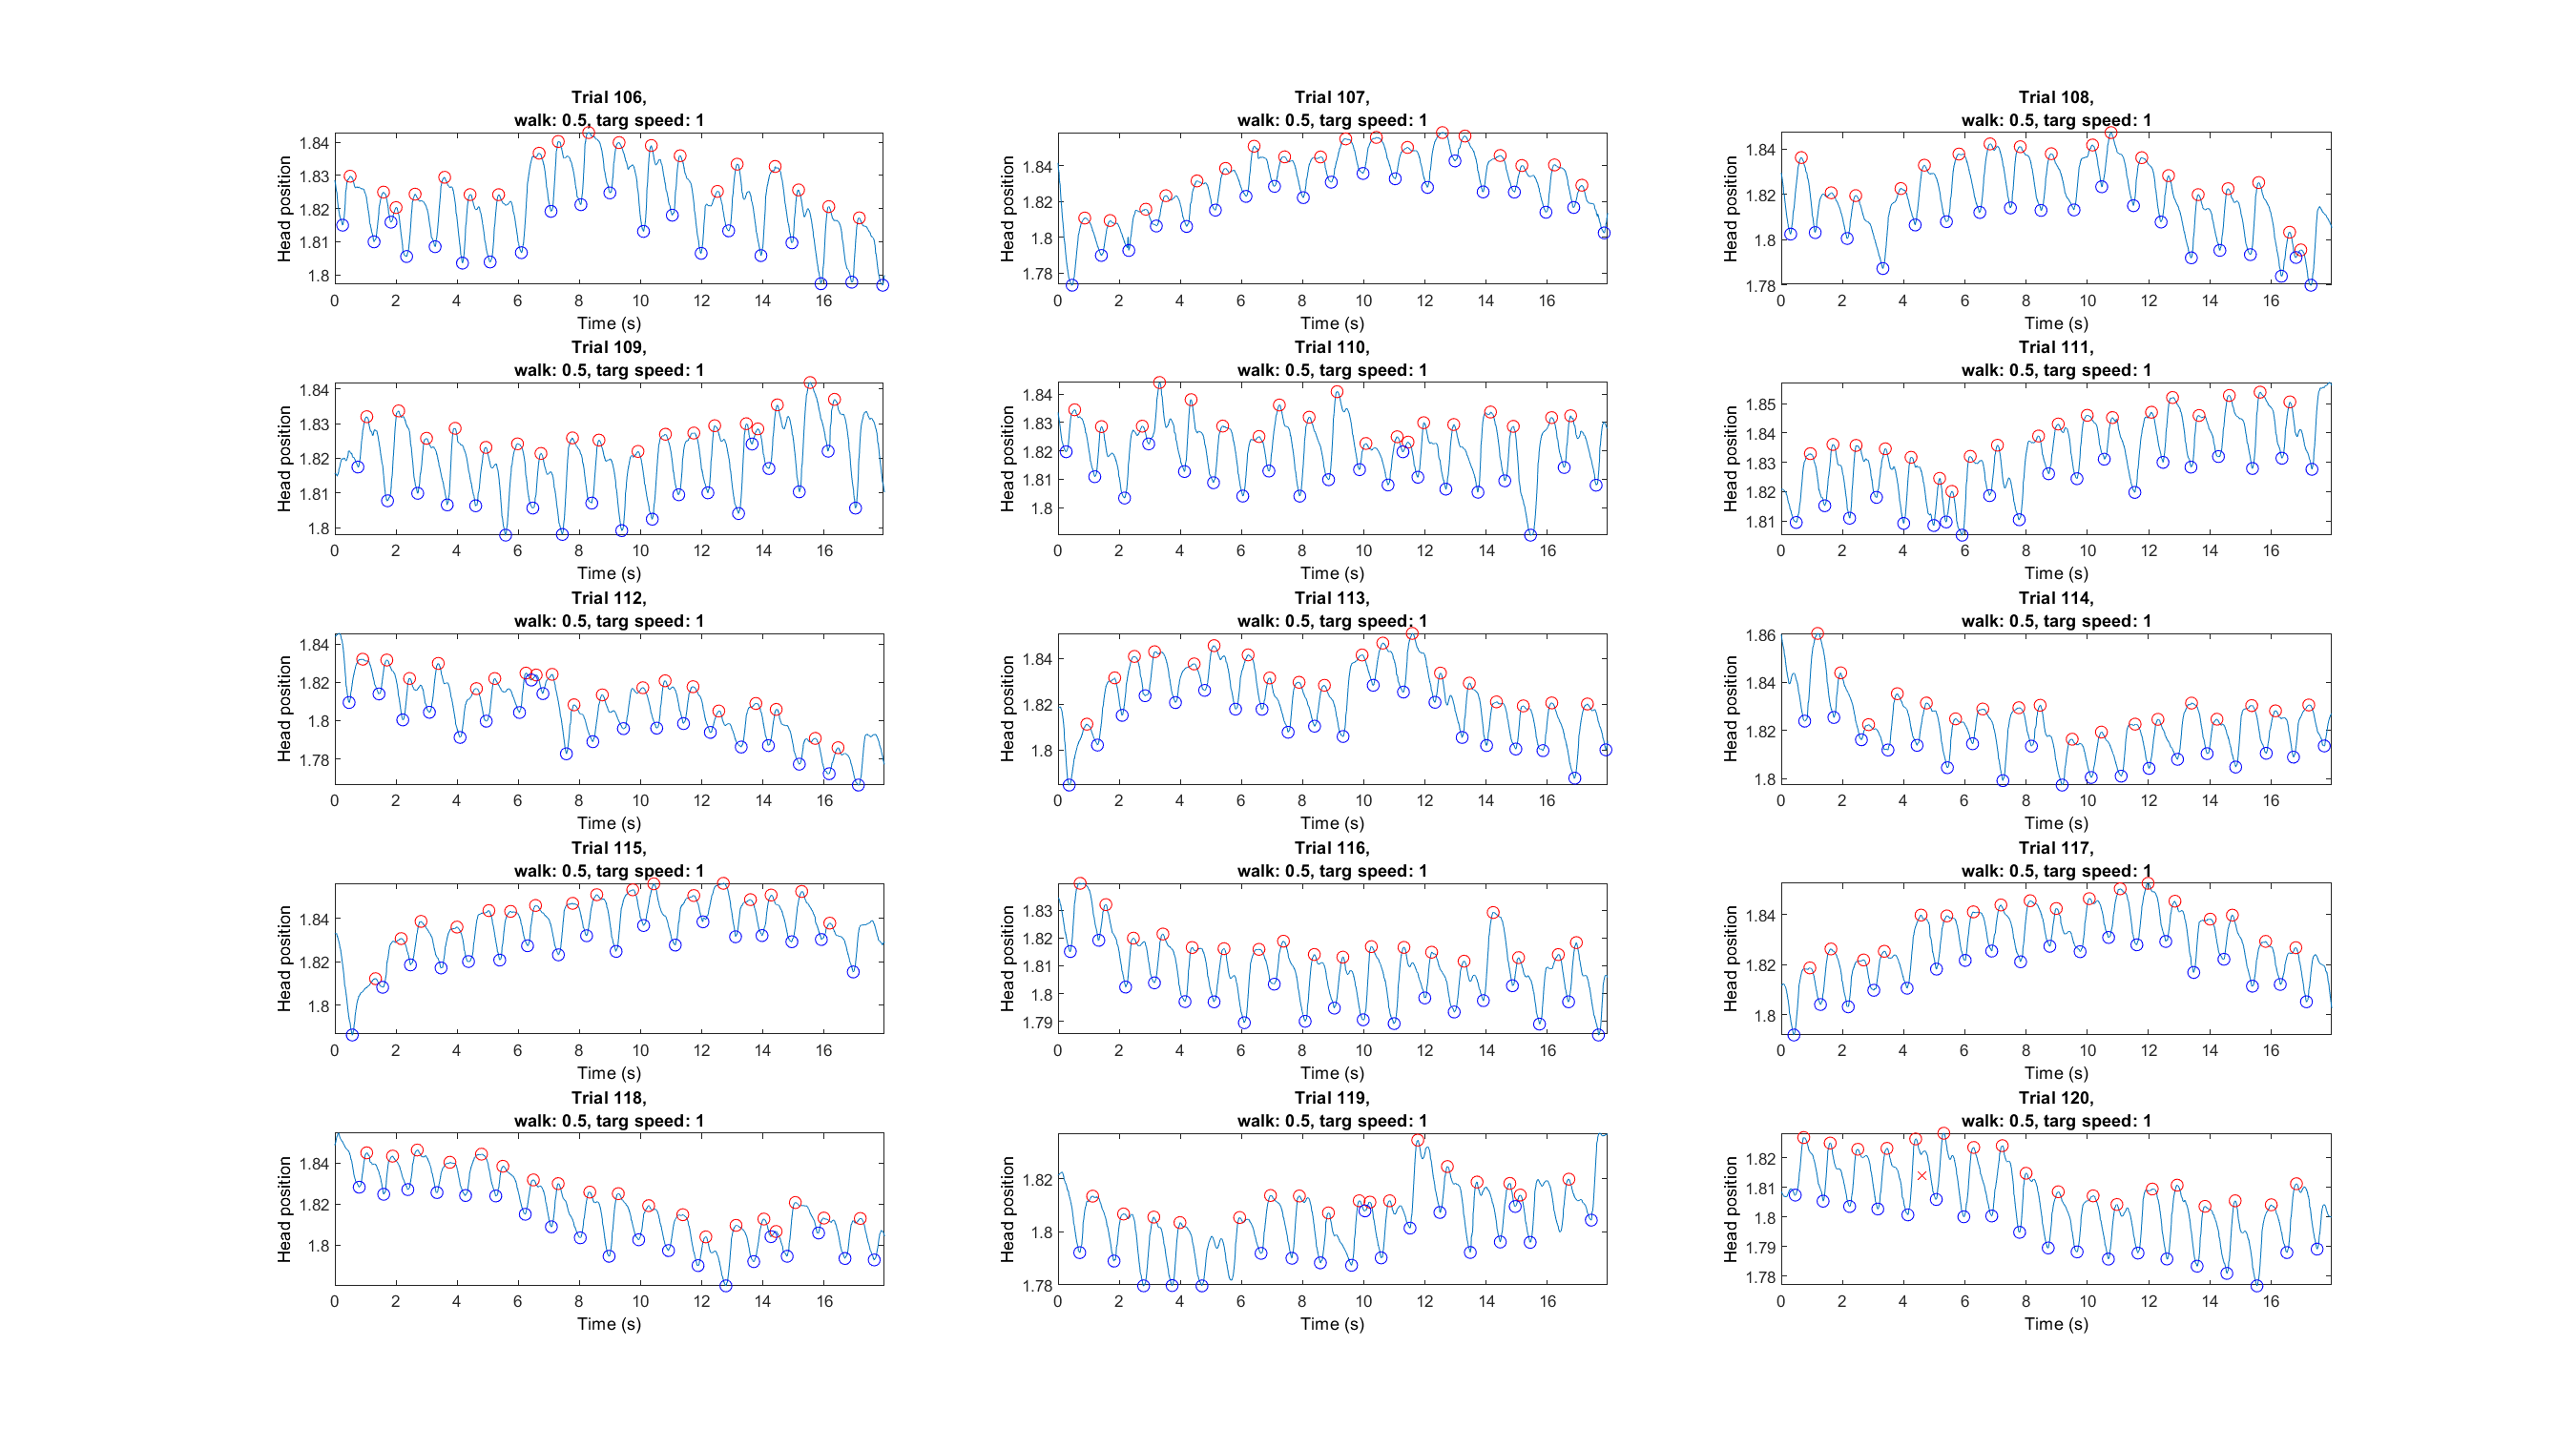 Trial 106,
walk: 0.5, targ speed: 1
Head position
1.84
1.83
1.82
1.81
1.8
0 2 4 6 8 10 12 14 16
Time (s)
Trial 107,
walk: 0.5, targ speed: 1
Head position
1.84
1.82
1.8
1.78
0 2 4 6 8 10 12 14 16
Time (s)
Trial 108,
walk: 0.5, targ speed: 1
Head position
1.84
1.82
1.8
1.78
0 2 4 6 8 10 12 14 16
Time (s)
Trial 109,
walk: 0.5, targ speed: 1
Head position
1.84
1.83
1.82
1.81
1.8
0 2 4 6 8 10 12 14 16
Time (s)
Trial 110,
walk: 0.5, targ speed: 1
Head position
1.84
1.83
1.82
1.81
1.8
0 2 4 6 8 10 12 14 16
Time (s)
Trial 111,
walk: 0.5, targ speed: 1
Head position
1.85
1.84
1.83
1.82
1.81
0 2 4 6 8 10 12 14 16
Time (s)
Trial 112,
walk: 0.5, targ speed: 1
Head position
1.84
1.82
1.8
1.78
0 2 4 6 8 10 12 14 16
Time (s)
Trial 113,
walk: 0.5, targ speed: 1
Head position
1.84
1.82
1.8
0 2 4 6 8 10 12 14 16
Time (s)
Trial 114,
walk: 0.5, targ speed: 1
Head position
1.86
1.84
1.82
1.8
0 2 4 6 8 10 12 14 16
Time (s)
Trial 115,
walk: 0.5, targ speed: 1
Head position
1.84
1.82
1.8
0 2 4 6 8 10 12 14 16
Time (s)
Trial 116,
walk: 0.5, targ speed: 1
Head position
1.83
1.82
1.81
1.8
1.79
0 2 4 6 8 10 12 14 16
Time (s)
Trial 117,
walk: 0.5, targ speed: 1
Head position
1.84
1.82
1.8
0 2 4 6 8 10 12 14 16
Time (s)
Trial 118,
walk: 0.5, targ speed: 1
Head position
1.84
1.82
1.8
0 2 4 6 8 10 12 14 16
Time (s)
Trial 119,
walk: 0.5, targ speed: 1
Head position
1.82
1.8
1.78
0 2 4 6 8 10 12 14 16
Time (s)
Trial 120,
walk: 0.5, targ speed: 1
Head position
1.82
1.81
1.8
1.79
1.78
0 2 4 6 8 10 12 14 16
Time (s)